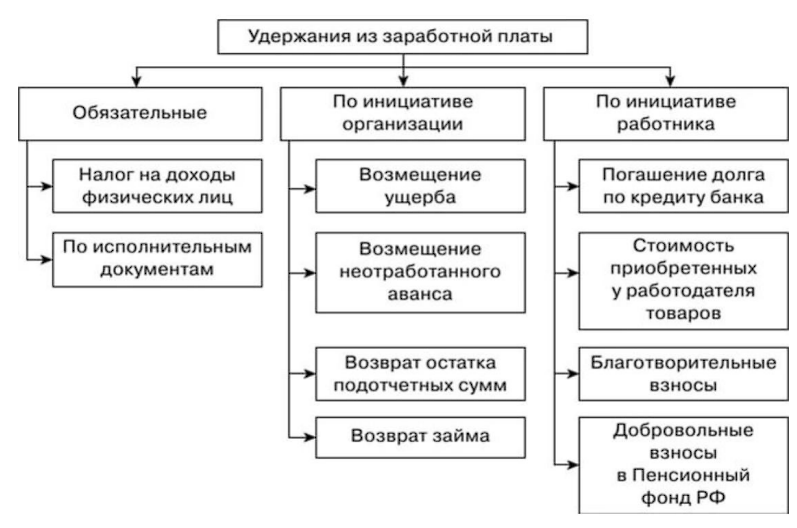 Удержания из заработной платы
Обязательные
Налог на доходы
физических лиц
По исполнительным
документам
По инициативе
организации
Возмещение
ущерба
Возмещение
неотработанного
аванса
Возврат остатка
подотчетных сумм
Возврат займа
По инициативе
работника
Погашение долга
по кредиту банка
Стоимость
приобретенных
у работодателя
товаров
Благотворительные
взносы
Добровольные
взносы
в Пенсионный
фонд РФ